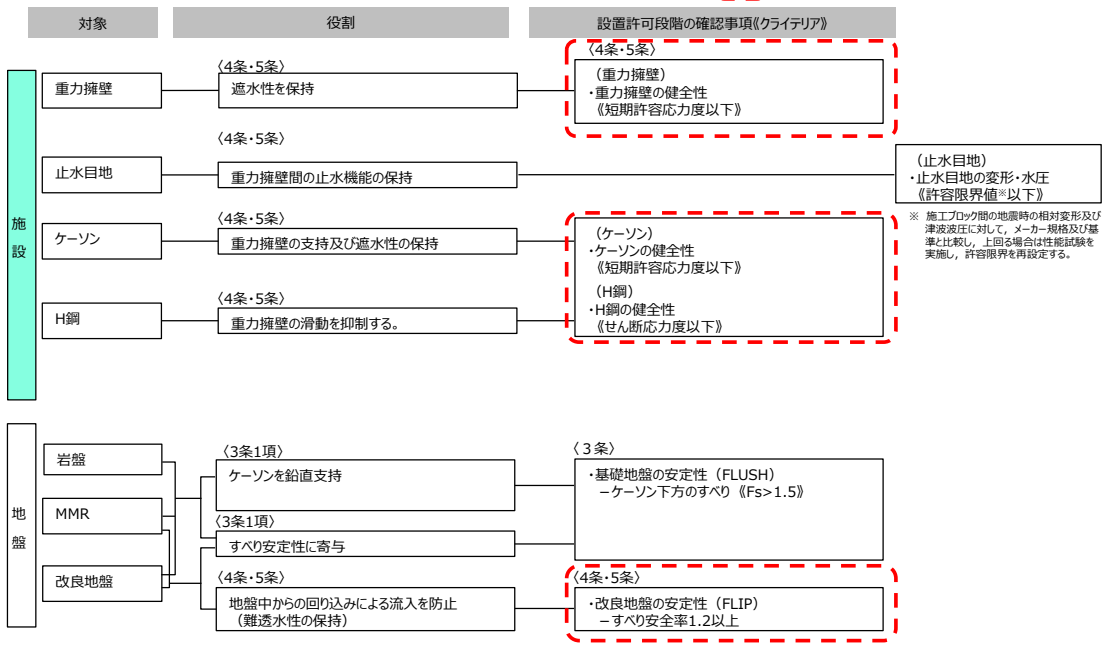 対象
役割
設置許可段階の確認事項《クライテリア》
施設
重力擁壁
〈4条・5条〉
遮水性を保持
〈4条・5条〉
（重力擁壁）
・重力擁壁の健全性
《短期許容応力度以下》
止水目地
〈4条・5条〉
重力擁壁間の止水機能の保持
（止水目地）
・止水目地の変形・水圧
《許容限界値※以下》
※ 施工ブロック間の地震時の相対変形及び
津波波圧に対して，メーカー規格及び基
準と比較し，上回る場合は性能試験を
実施し，許容限界を再設定する。
ケーソン
〈4条・5条〉
重力擁壁の支持及び遮水性の保持
（ケーソン）
・ケーソンの健全性
《短期許容応力度以下》
H鋼
〈4条・5条〉
重力擁壁の滑動を抑制する。
（H鋼）
・H鋼の健全性
《せん断応力度以下》
地盤
岩盤
MMR
改良地盤
〈3条1項〉
ケーソンを鉛直支持
〈3条1項〉
すべり安定性に寄与
〈３条〉
・基礎地盤の安定性（FLUSH）
－ケーソン下方のすべり《Fs>1.5》
〈4条・5条〉
地盤中からの回り込みによる流入を防止
（難透水性の保持）
〈4条・5条〉
・改良地盤の安定性（FLIP）
－すべり安全率1.2以上